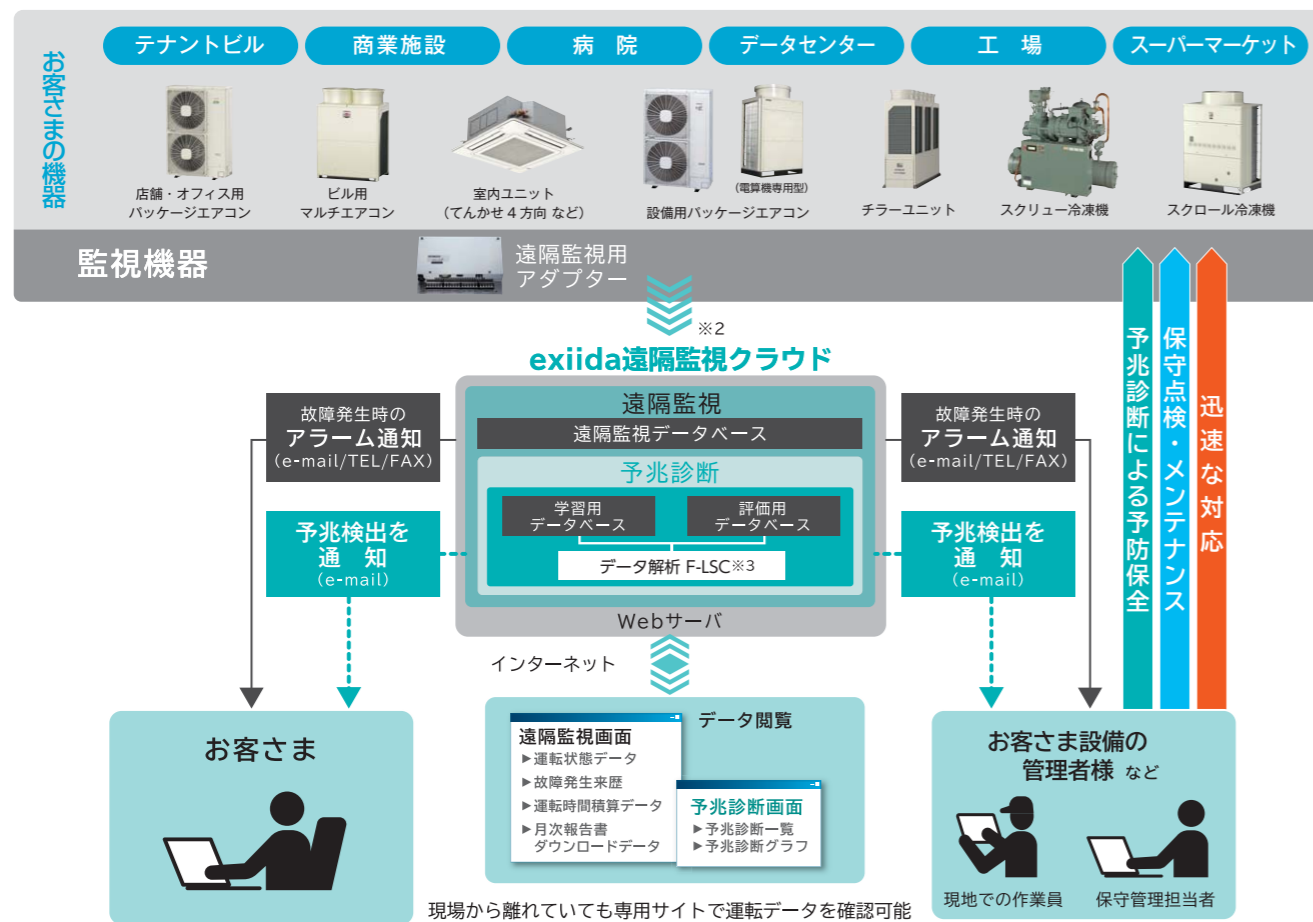 お客さまの機器
テナントビル
商業施設
病 院
データセンター
工 場
スーパーマーケット
店舗・オフィス用
パッケージエアコン
ビル用
マルチエアコン
室内ユニット
(てんかせ4方向 など)
(電算機専用型)
設備用パッケージエアコン
チラーユニット
スクリュー冷凍機
スクロール冷凍機
監視機器
遠隔監視用
アダプター
※2
exiida遠隔監視クラウド
遠隔監視
遠隔監視データベース
予兆診断
学習用
データベース
評価用
データベース
データ解析 F-LSC※3
Webサーバ
故障発生時の
アラーム通知
(e-mail/TEL/FAX)
予兆検出を
通 知
(e-mail)
故障発生時の
アラーム通知
(e-mail/TEL/FAX)
予兆検出を
通 知
(e-mail)
予兆診断による予防保全
保守点検・メンテナンス
迅速な対応
インターネット
お客さま
データ閲覧
遠隔監視画面
▶運転状態データ
▶故障発生来歴
▶運転時間積算データ
▶月次報告書
ダウンロードデータ
予兆診断画面
▶予兆診断一覧
▶予兆診断グラフ
お客さま設備の
管理者様 など
現地での作業員
保守管理担当者
現場から離れていても専用サイトで運転データを確認可能